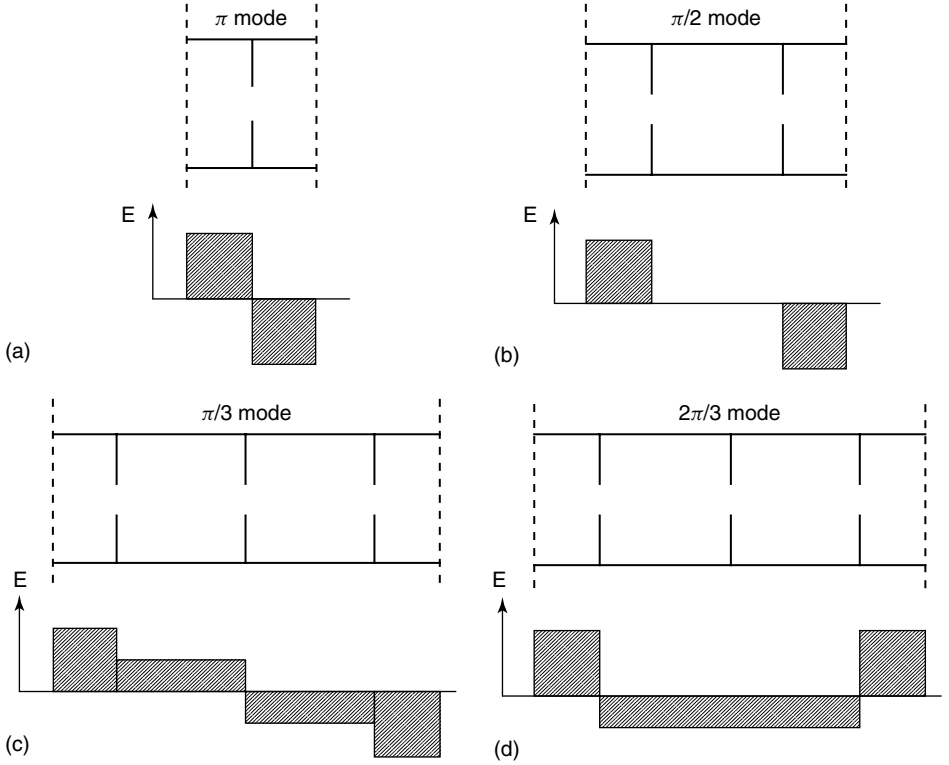 π mode
E
(a)
π/2 mode
E
(b)
π/3 mode
E
(c)
2π/3 mode
E
(d)